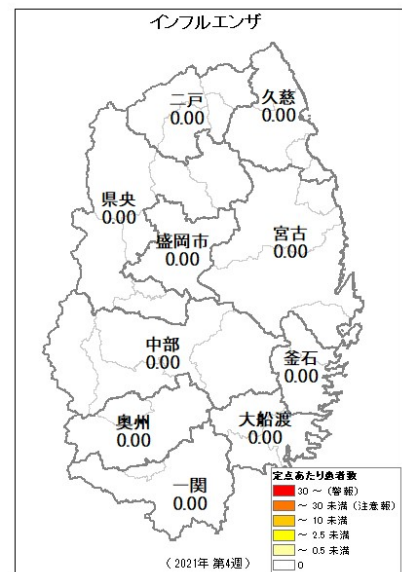 インフルエンザ
二戸
0.00
久慈
0.00
県央
0.00
盛岡市
0.00
宮古
0.00
中部
0.00
釜石
0.00
奥州
0.00
大船渡
0.00
一関
0.00
定点あたり患者数
30 ~ (警報)
~ 30 未満 (注意報)
~ 10 未満
~ 2.5 未満
~ 0.5 未満
0
(2021年 第4週)